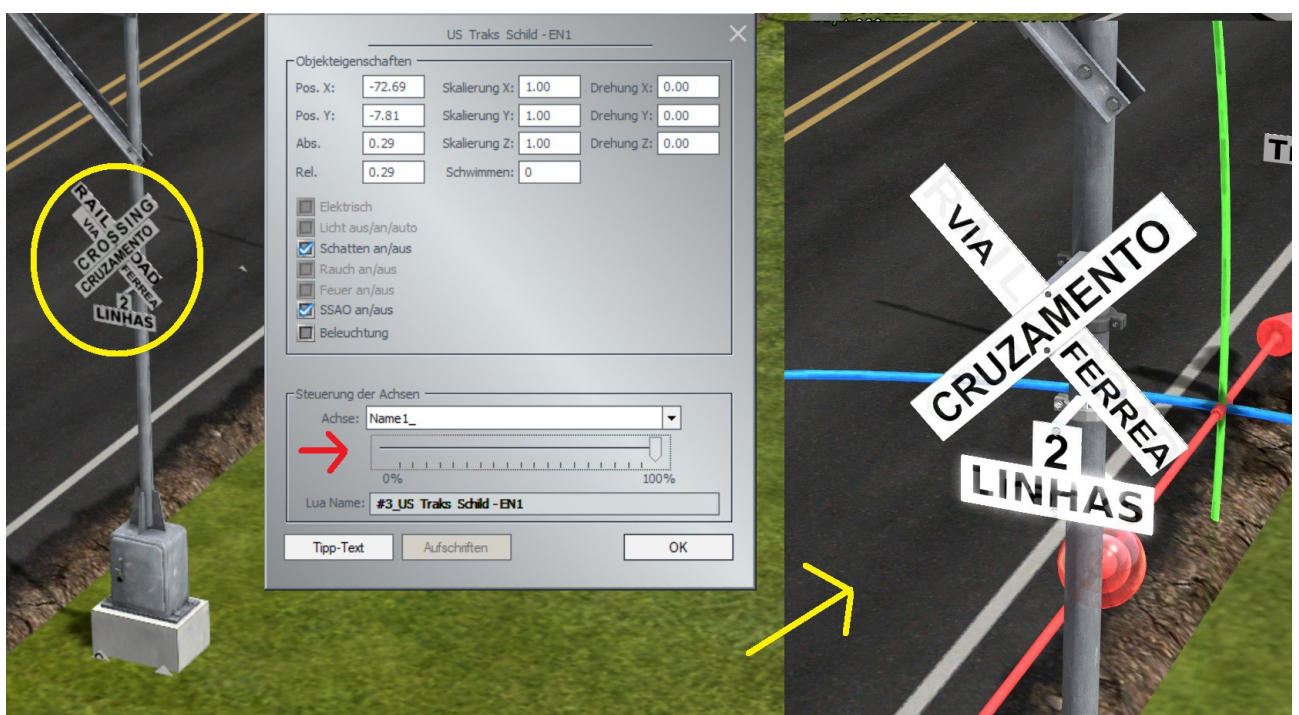 RAIL
CROSSING
VIA
CRUZAMENTO
OAD
FERREA
2
LINHAS
US Traks Schild - EN1
Objekteigenschaften
Pos. X: -72.69 Skalierung X: 1.00 Drehung X: 0.00
Pos. Y: -7.81 Skalierung Y: 1.00 Drehung Y: 0.00
Abs. 0.29 Skalierung Z: 1.00 Drehung Z: 0.00
Rel. 0.29 Schwimmen: 0
Elektrisch
Licht aus/an/auto
Schatten an/aus
Rauch an/aus
Feuer an/aus
SSAO an/aus
Beleuchtung
Steuerung der Achsen
Achse: Name1_
0% 100%
Lua Name: #3_US Traks Schild - EN1
Tipp-Text Aufschriften OK
RAIL
VIA
CRUZAMENTO
FERREA
2
LINHAS